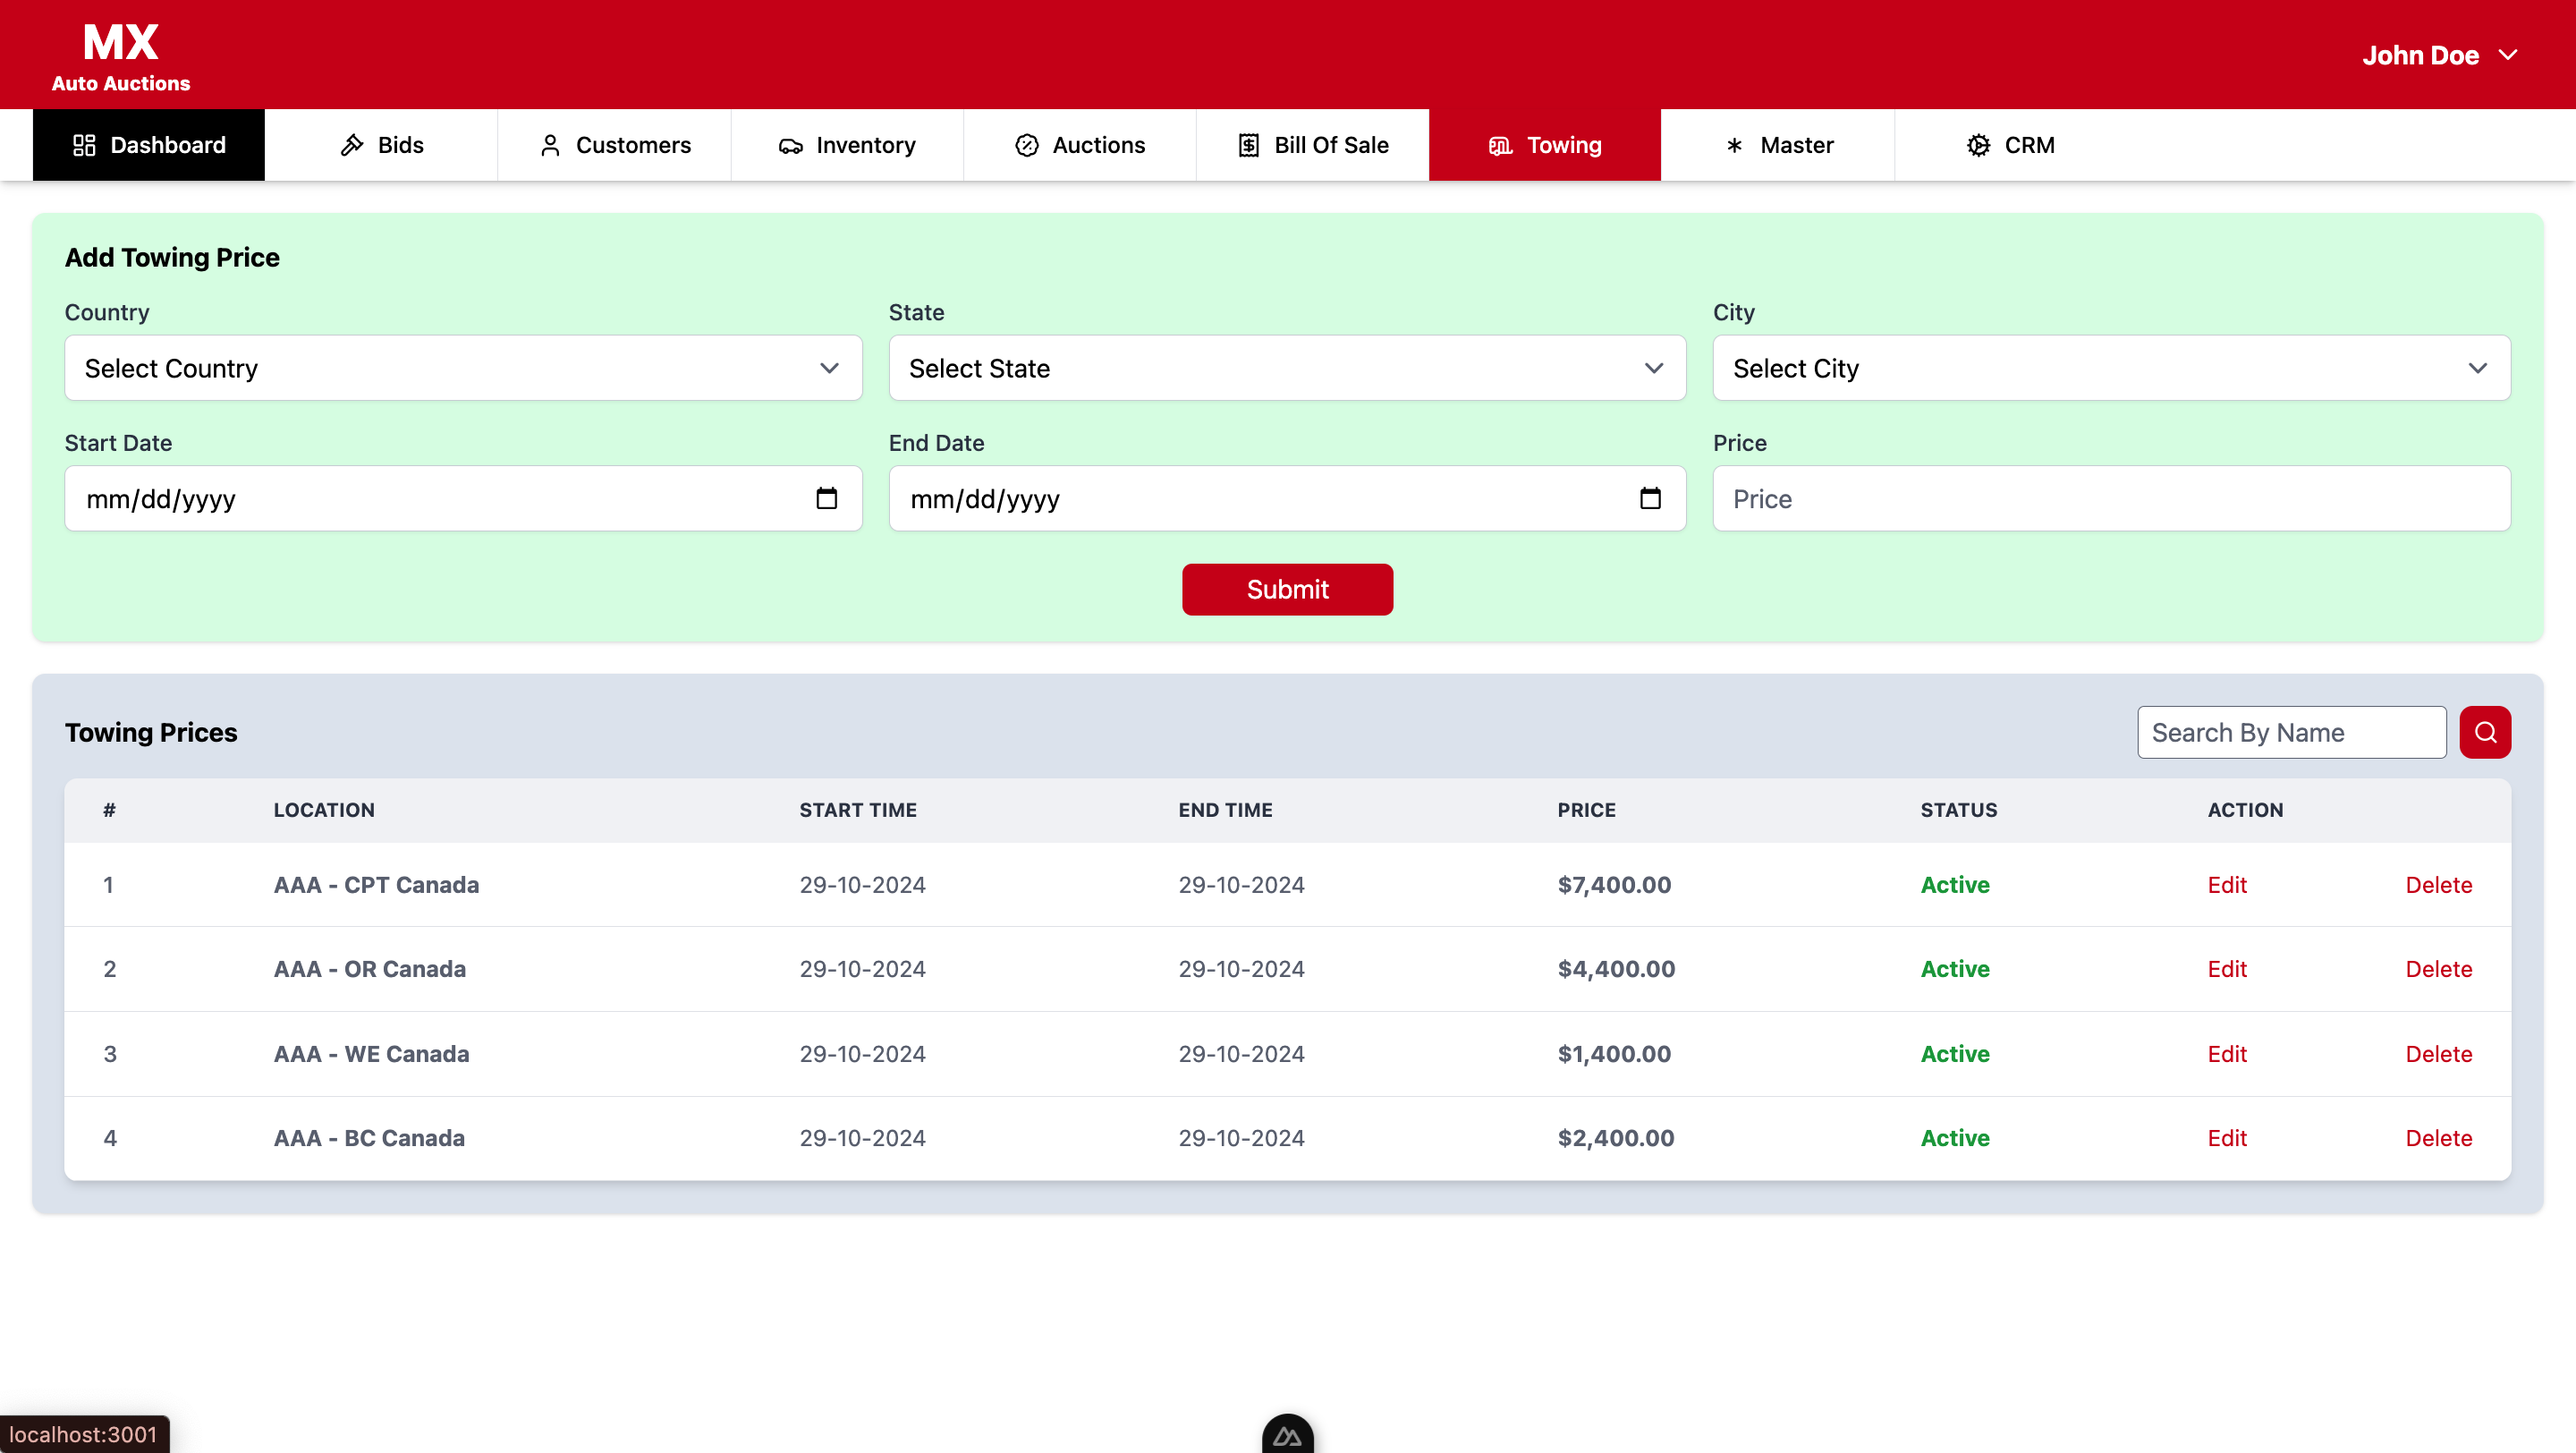 MX
Auto Auctions
John Doe
Dashboard Bids Customers Inventory Auctions Bill Of Sale Towing Master CRM
Add Towing Price
Country State City
Select Country Select State Select City
Start Date End Date Price
mm/dd/yyyy mm/dd/yyyy Price
Submit
Towing Prices Search By Name
# LOCATION START TIME END TIME PRICE STATUS ACTION
1 AAA - CPT Canada 29-10-2024 29-10-2024 $7,400.00 Active Edit Delete
2 AAA - OR Canada 29-10-2024 29-10-2024 $4,400.00 Active Edit Delete
3 AAA - WE Canada 29-10-2024 29-10-2024 $1,400.00 Active Edit Delete
4 AAA - BC Canada 29-10-2024 29-10-2024 $2,400.00 Active Edit Delete
localhost:3001